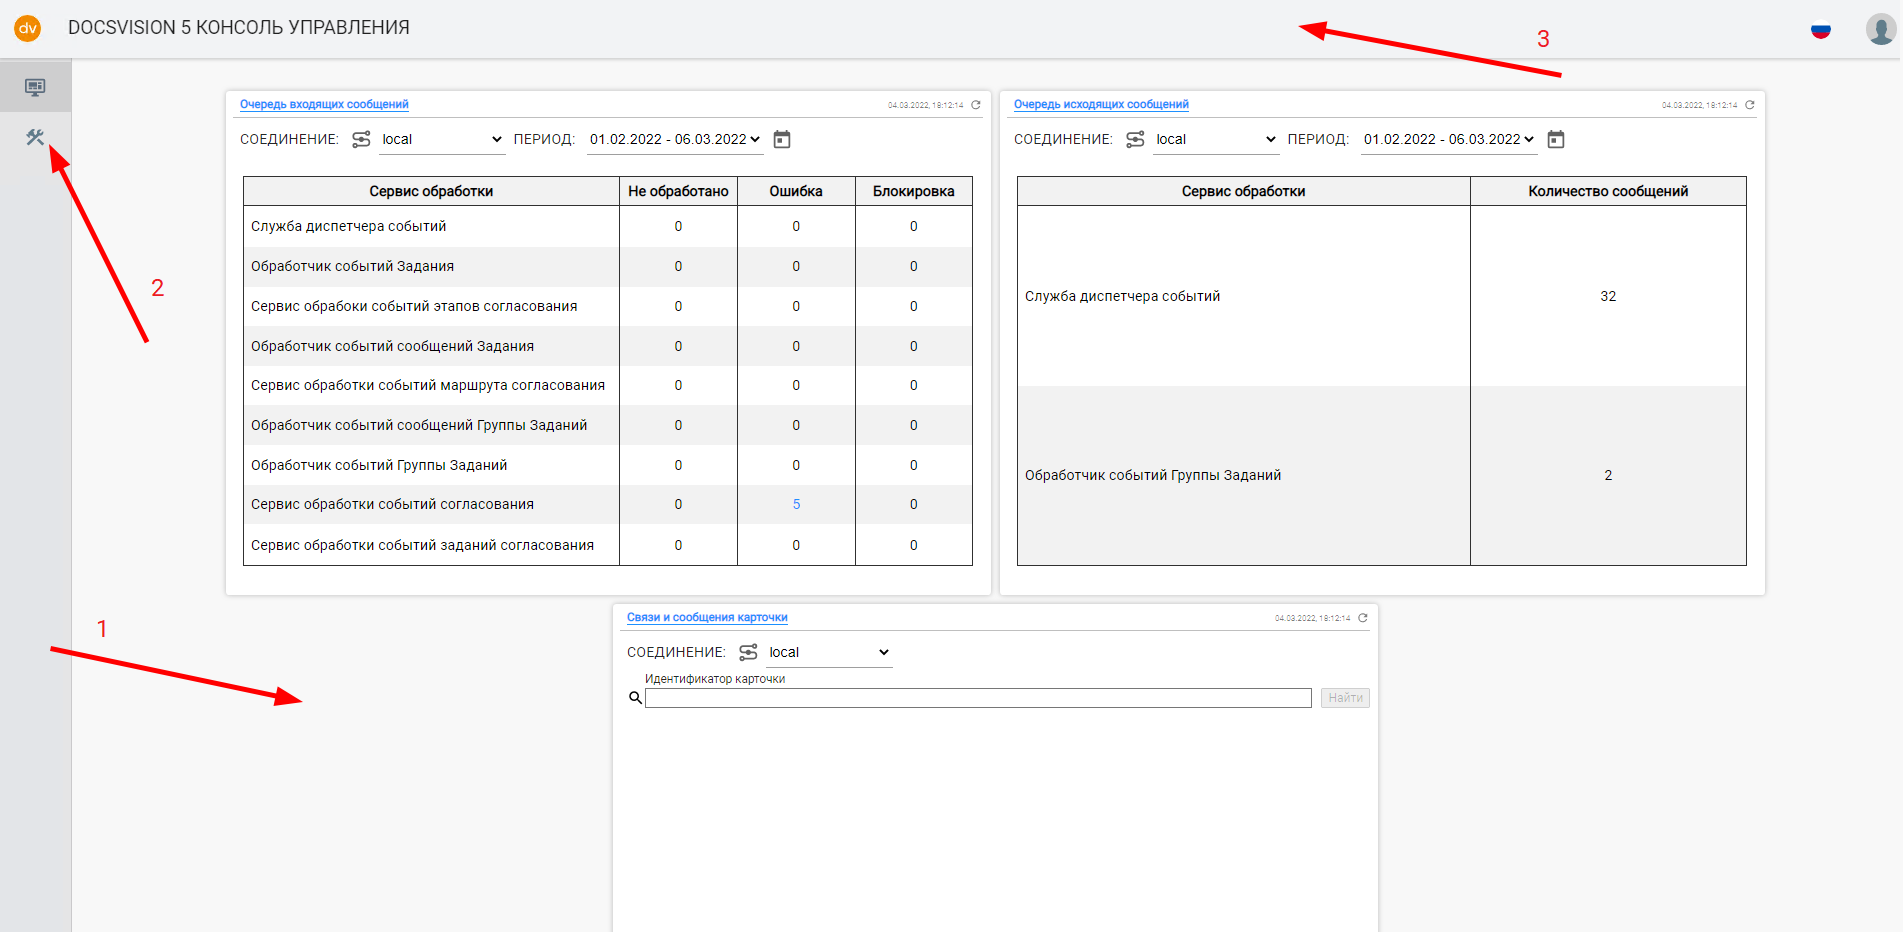 dv DOCSVISION 5 КОНСОЛЬ УПРАВЛЕНИЯ
3
2
1
Очередь входящих сообщений 04.03.2022, 18:12:14
СОЕДИНЕНИЕ: local ПЕРИОД: 01.02.2022 - 06.03.2022
Сервис обработки Не обработано Ошибка Блокировка
Служба диспетчера событий 0 0 0
Обработчик событий Задания 0 0 0
Сервис обрабоки событий этапов согласования 0 0 0
Обработчик событий сообщений Задания 0 0 0
Сервис обработки событий маршрута согласования 0 0 0
Обработчик событий сообщений Группы Заданий 0 0 0
Обработчик событий Группы Заданий 0 0 0
Сервис обработки событий согласования 0 5 0
Сервис обработки событий заданий согласования 0 0 0
Очередь исходящих сообщений 04.03.2022, 18:12:14
СОЕДИНЕНИЕ: local ПЕРИОД: 01.02.2022 - 06.03.2022
Сервис обработки Количество сообщений
Служба диспетчера событий 32
Обработчик событий Группы Заданий 2
Связи и сообщения карточки 04.03.2022, 18:12:14
СОЕДИНЕНИЕ: local
Идентификатор карточки
Найти